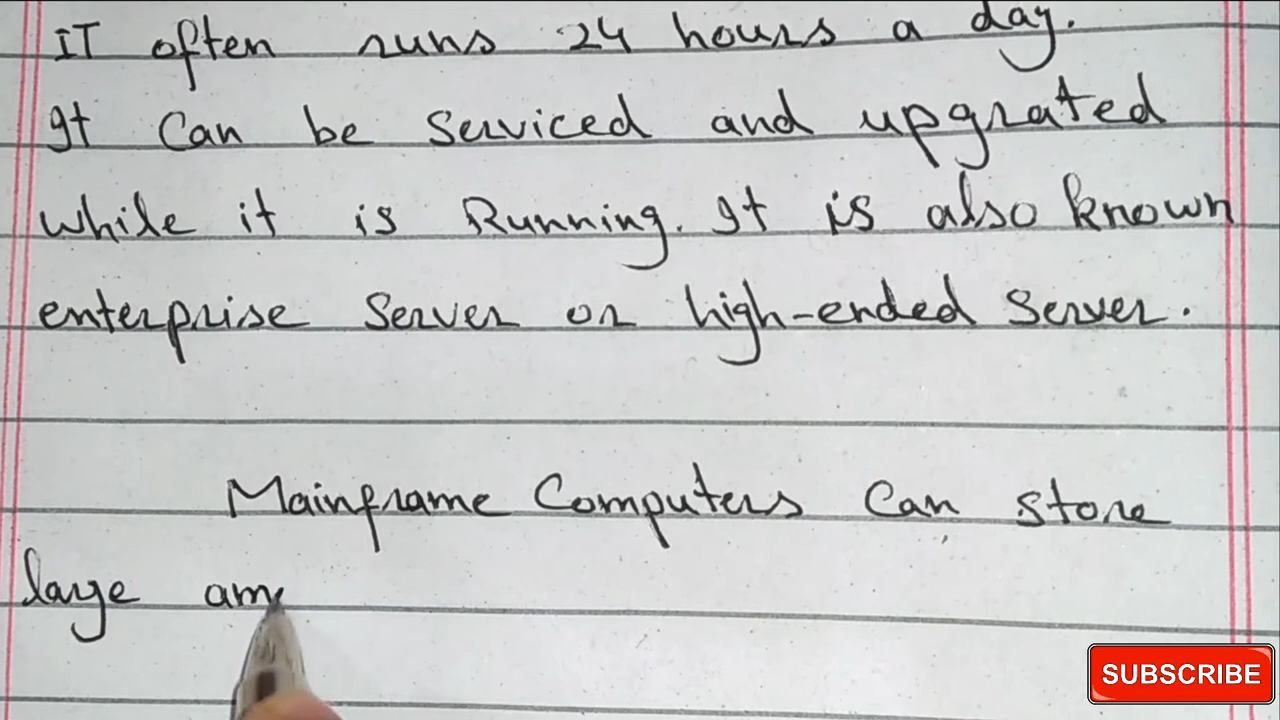 IT often runs 24 hours a day.
It can be serviced and upgrated
while it is Running. It is also known
enterprise server or high-ended server.
Mainframe Computers can store
large am
SUBSCRIBE